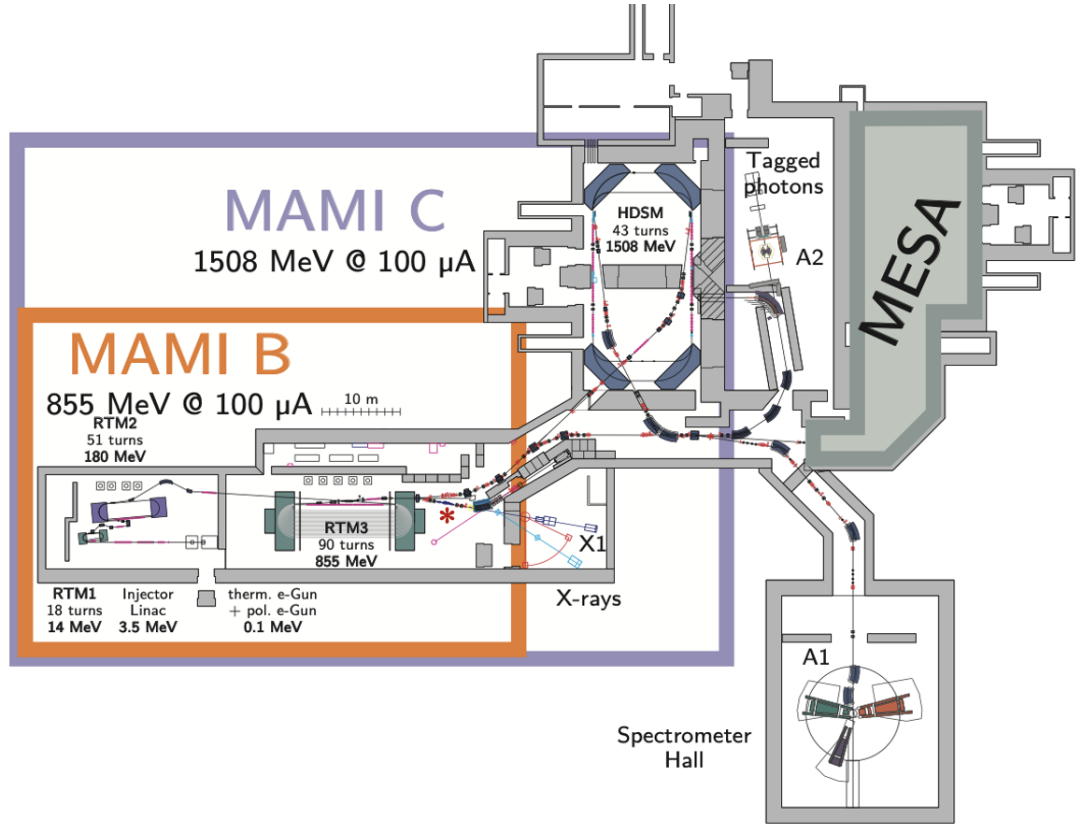 Tagged
photons
MAMI C
1508 MeV @ 100 µA
HDSM
43 turns
1508 MeV
A2
MESA
MAMI B
855 MeV @ 100 µA
10 m
RTM2
51 turns
180 MeV
RTM3
90 turns
855 MeV
*
X1
X-rays
RTM1
18 turns
14 MeV
Injector
Linac
3.5 MeV
therm. e-Gun
+ pol. e-Gun
0.1 MeV
A1
Spectrometer
Hall